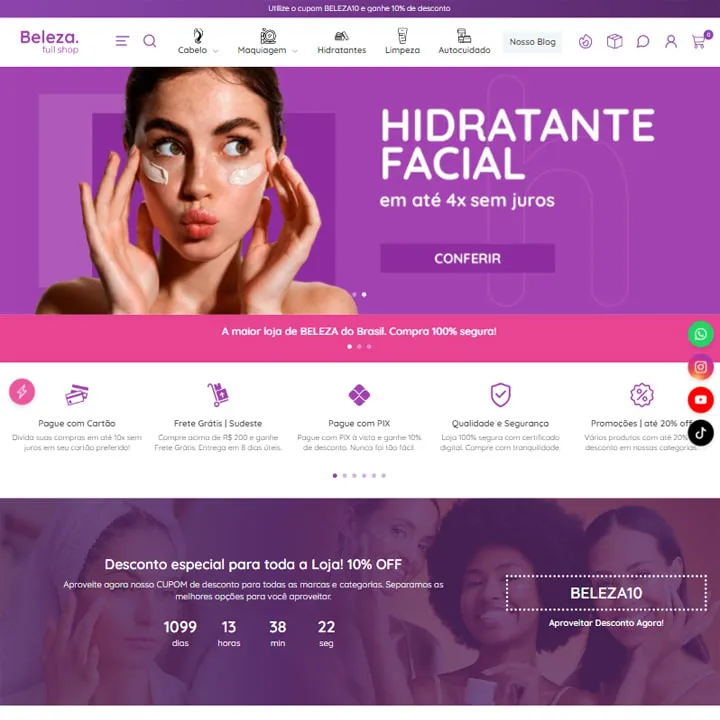 Utilize o cupom BELEZA10 e ganhe 10% de desconto
Beleza.
full shop
Cabelo
Maquiagem
Hidratantes
Limpeza
Autocuidado
Nosso Blog
0
HIDRATANTE
FACIAL
em até 4x sem juros
CONFERIR
A maior loja de BELEZA do Brasil. Compra 100% segura!
Pague com Cartão
Divida suas compras em até 10x sem
juros em seu cartão preferido!
Frete Grátis | Sudeste
Compre acima de R$ 200 e ganhe
Frete Grátis. Entrega em 8 dias úteis.
Pague com PIX
Pague com PIX à vista e ganhe 10%
de desconto. Nunca foi tão fácil.
Qualidade e Segurança
Loja 100% segura com certificado
digital. Compre com tranquilidade.
Promoções | até 20% off
Vários produtos com até 20%
desconto em nossas categorias.
Desconto especial para toda a Loja! 10% OFF
Aproveite agora nosso CUPOM de desconto para todas as marcas e categorias. Separamos as
melhores opções para você aproveitar.
1099
dias
13
horas
38
min
22
seg
BELEZA10
Aproveitar Desconto Agora!